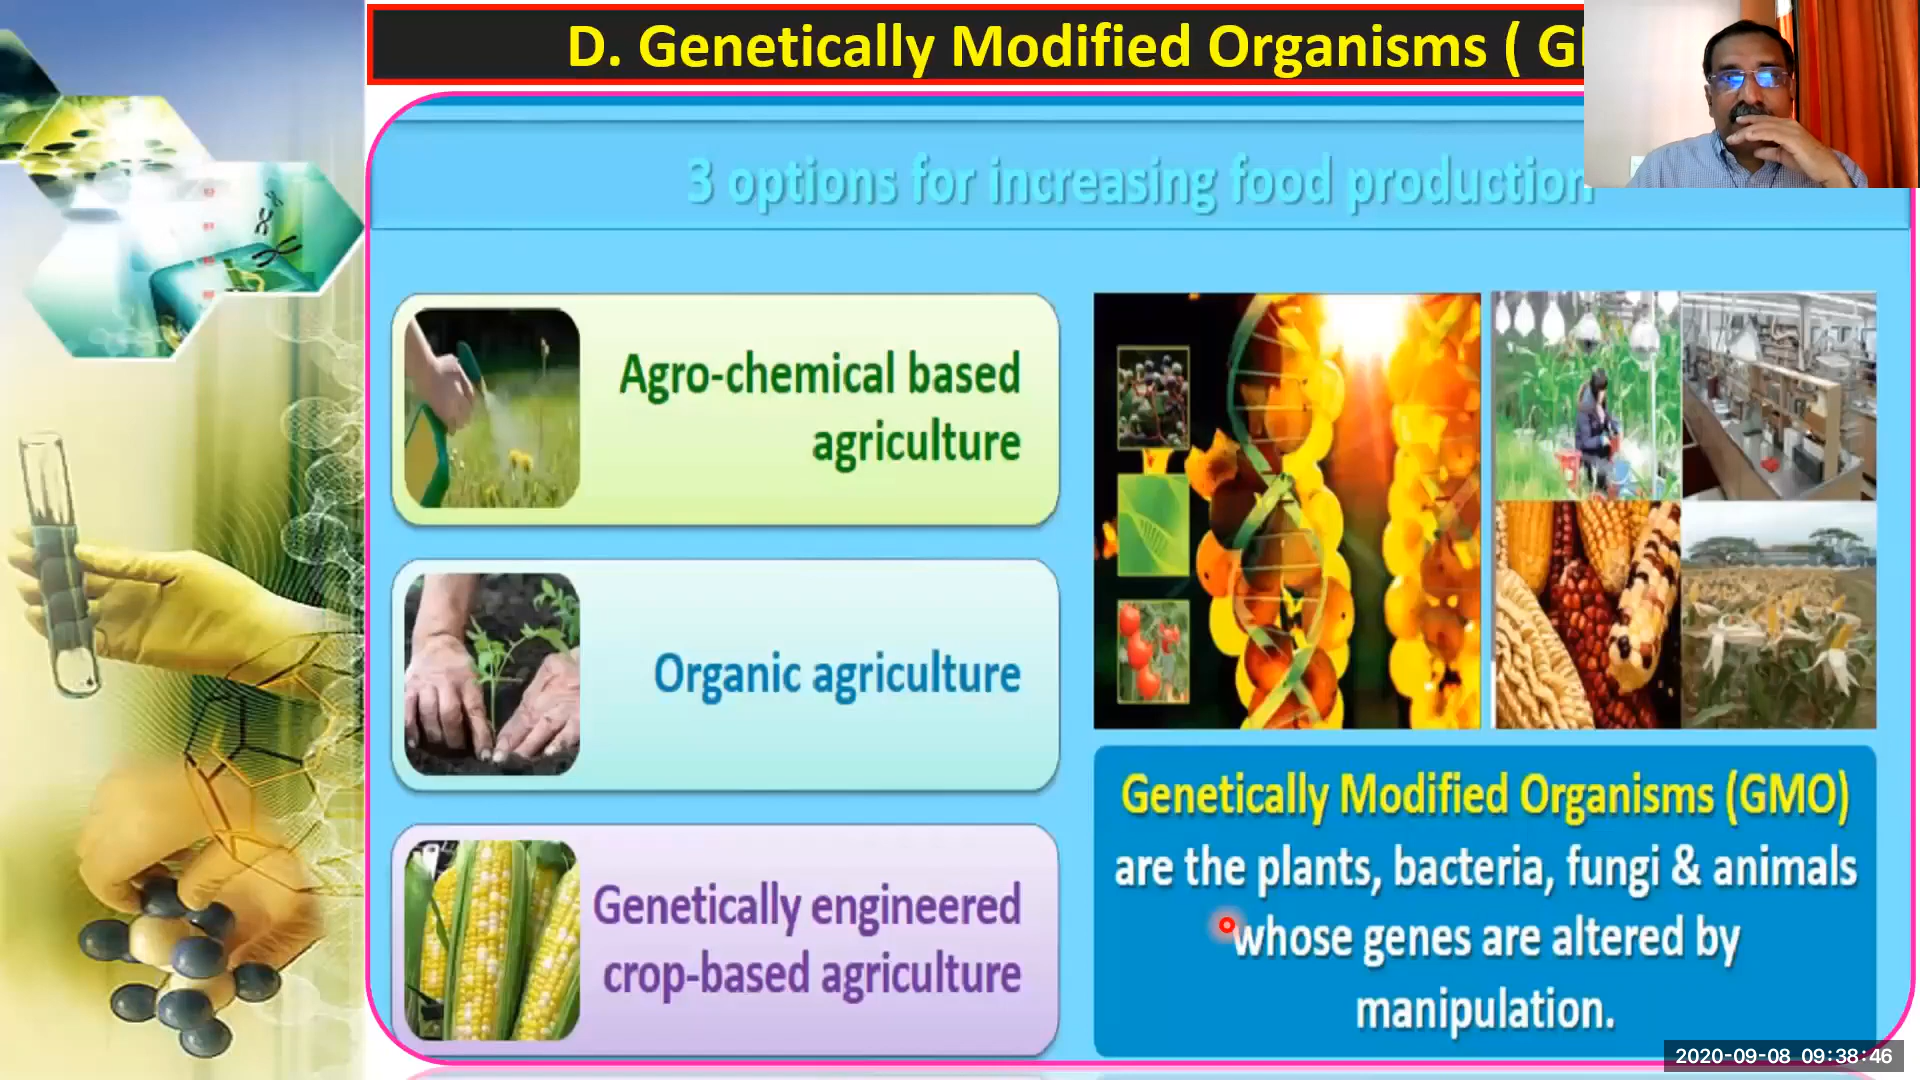 D. Genetically Modified Organisms ( G
3 options for increasing food production
Agro-chemical based
agriculture
Organic agriculture
Genetically engineered
crop-based agriculture
Genetically Modified Organisms (GMO)
are the plants, bacteria, fungi & animals
whose genes are altered by
manipulation.
2020-09-08 09:38:46